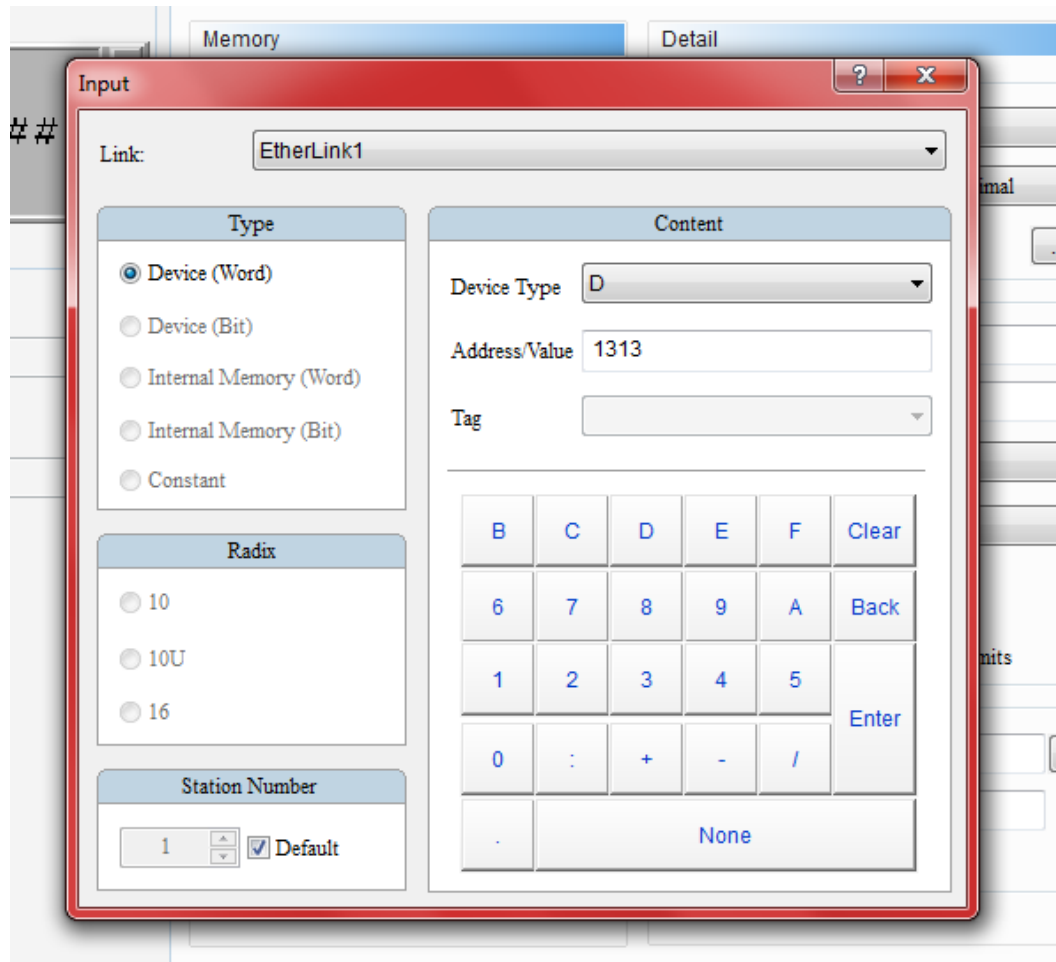 Memory
Detail
Input
?
X
##
Link:
EtherLink1
imal
Type
Device (Word)
Device (Bit)
Internal Memory (Word)
Internal Memory (Bit)
Constant
Radix
10
10U
16
Station Number
1
Default
Content
Device Type
D
Address/Value
1313
Tag
B C D E F Clear
6 7 8 9 A Back
1 2 3 4 5
Enter
0 : + - /
. None
mits